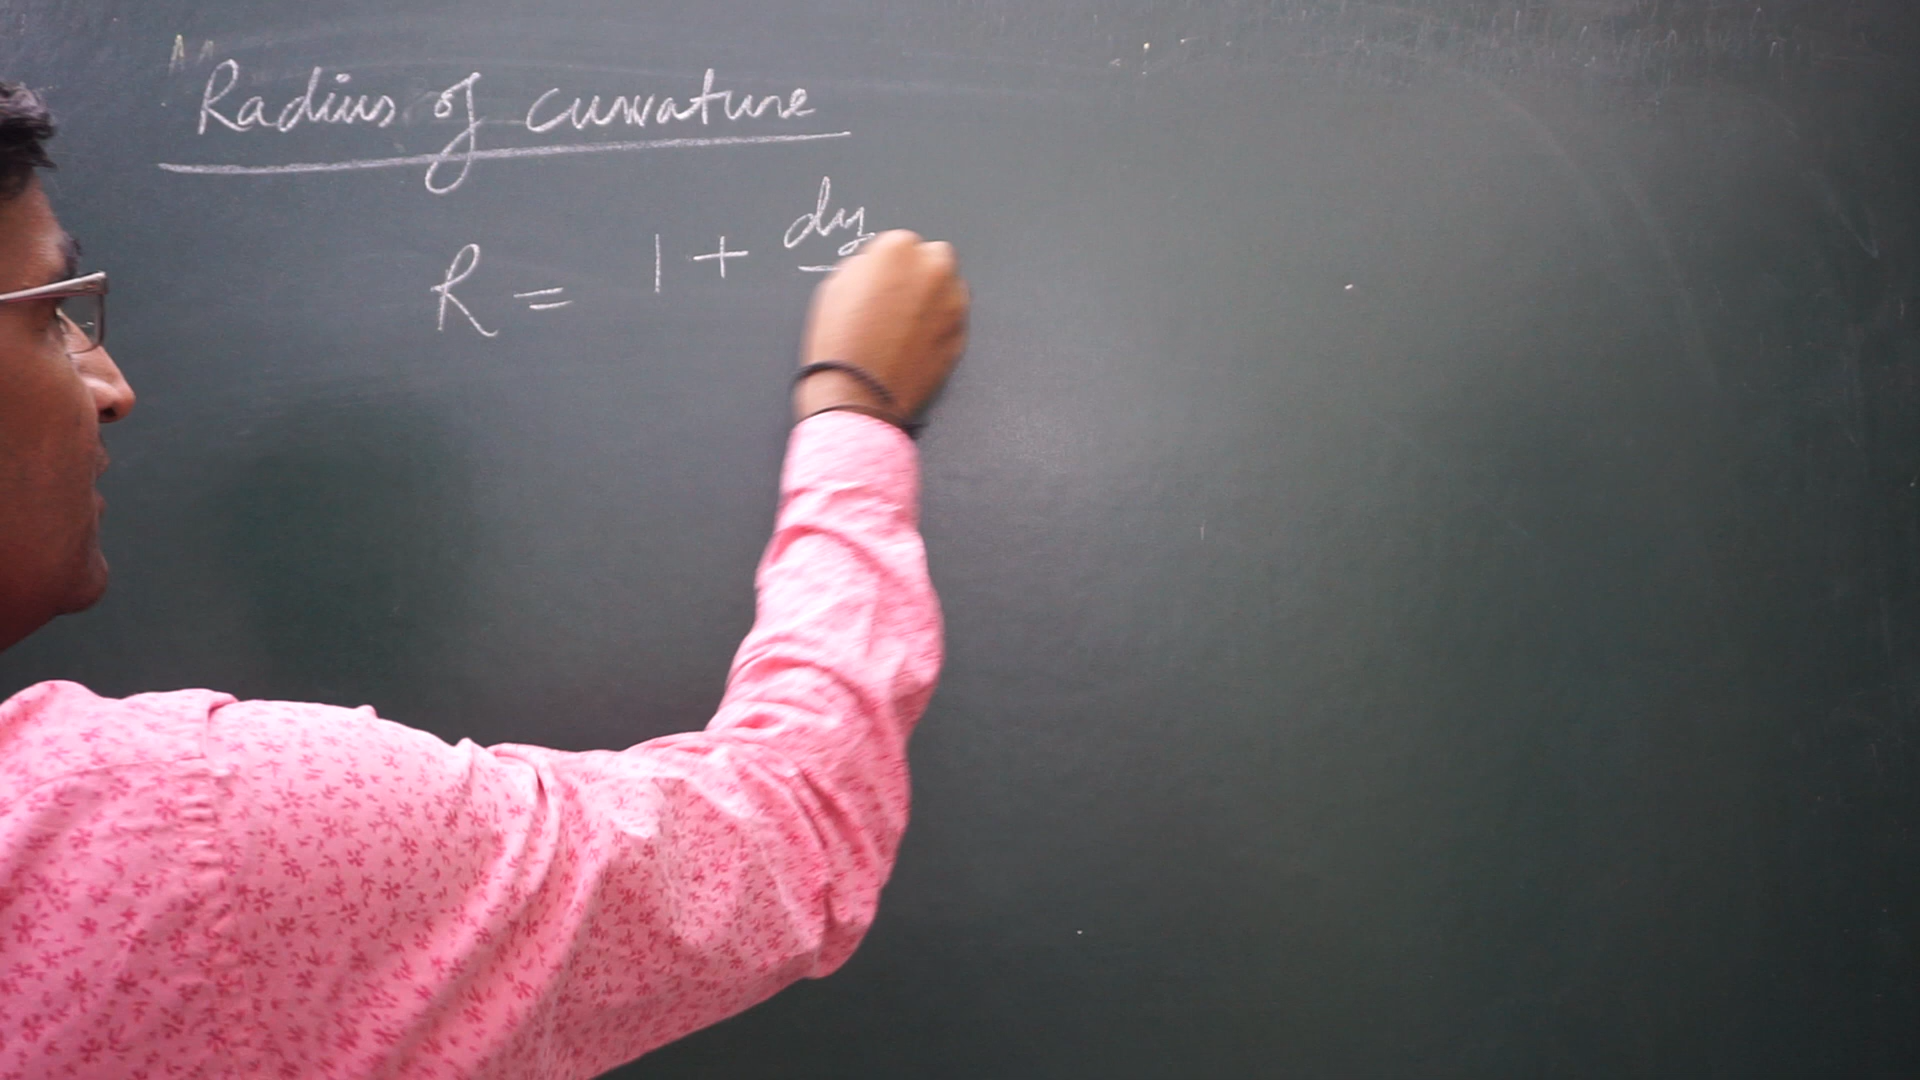 Radius of curvature
R = 1 + dy